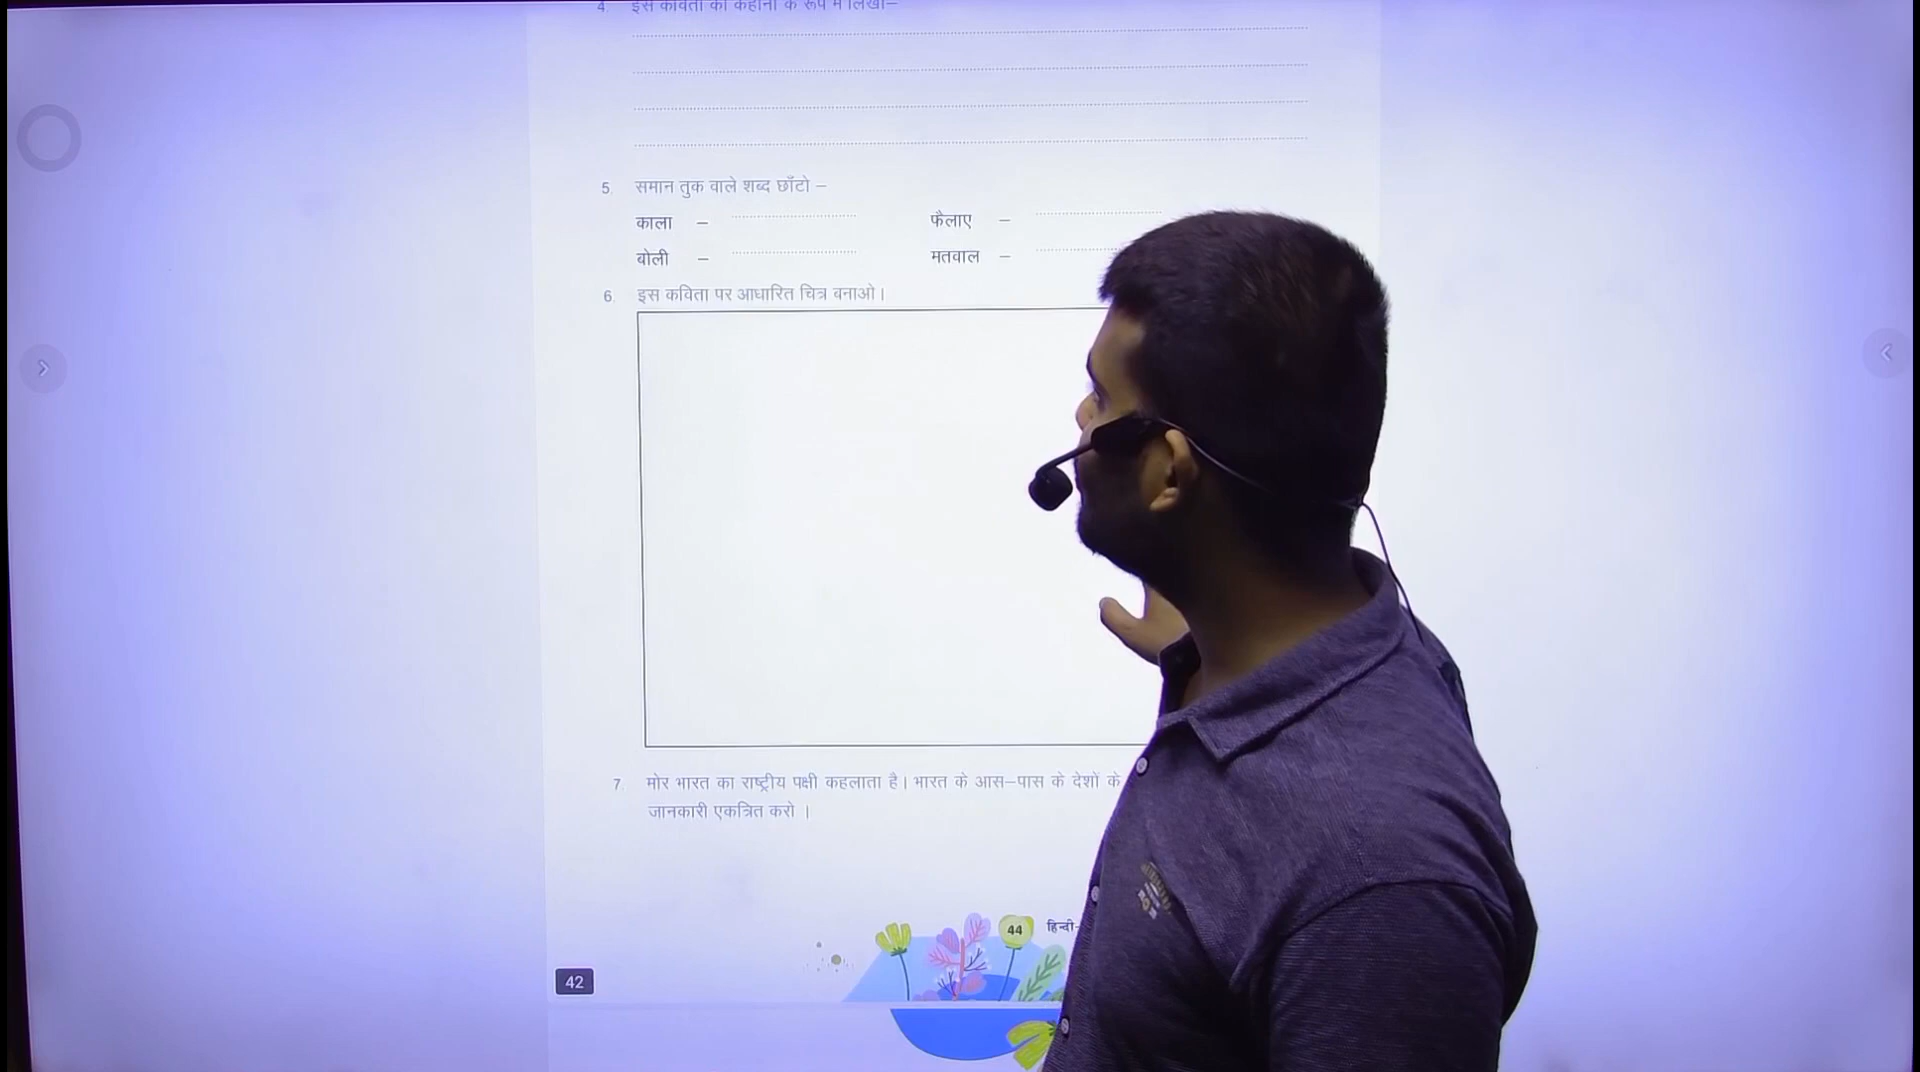 4. इस कविता को कहानी के रूप में लिखो–
5. समान तुक वाले शब्द छाँटो –
काला – फैलाए –
बोली – मतवाल –
6. इस कविता पर आधारित चित्र बनाओ।
7. मोर भारत का राष्ट्रीय पक्षी कहलाता है। भारत के आस–पास के देशों के
जानकारी एकत्रित करो ।
44 हिन्दी-
42